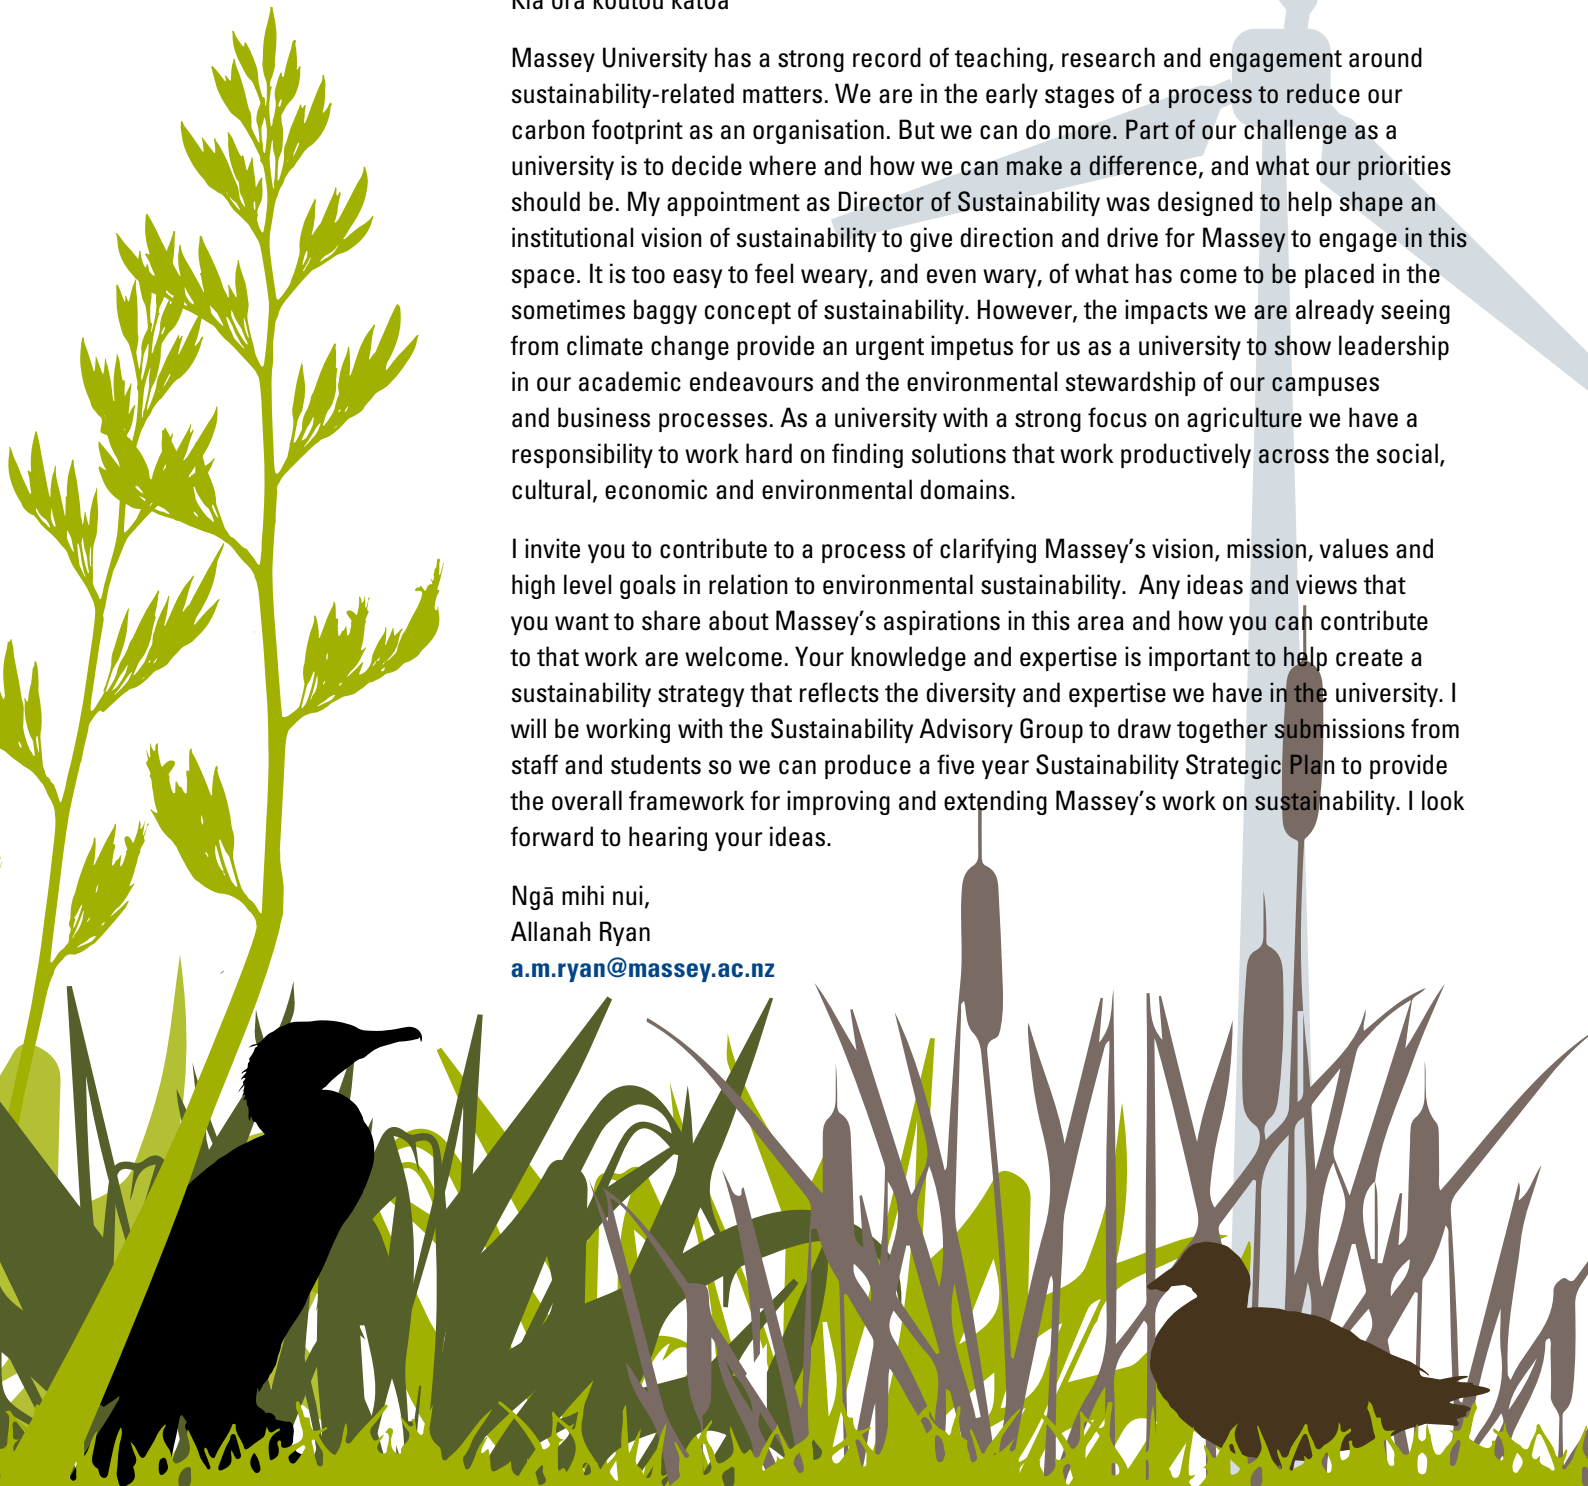 Kia ora koutou katoa
Massey University has a strong record of teaching, research and engagement around
sustainability-related matters. We are in the early stages of a process to reduce our
carbon footprint as an organisation. But we can do more. Part of our challenge as a
university is to decide where and how we can make a difference, and what our priorities
should be. My appointment as Director of Sustainability was designed to help shape an
institutional vision of sustainability to give direction and drive for Massey to engage in this
space. It is too easy to feel weary, and even wary, of what has come to be placed in the
sometimes baggy concept of sustainability. However, the impacts we are already seeing
from climate change provide an urgent impetus for us as a university to show leadership
in our academic endeavours and the environmental stewardship of our campuses
and business processes. As a university with a strong focus on agriculture we have a
responsibility to work hard on finding solutions that work productively across the social,
cultural, economic and environmental domains.
I invite you to contribute to a process of clarifying Massey’s vision, mission, values and
high level goals in relation to environmental sustainability.  Any ideas and views that
you want to share about Massey’s aspirations in this area and how you can contribute
to that work are welcome. Your knowledge and expertise is important to help create a
sustainability strategy that reflects the diversity and expertise we have in the university. I
will be working with the Sustainability Advisory Group to draw together submissions from
staff and students so we can produce a five year Sustainability Strategic Plan to provide
the overall framework for improving and extending Massey’s work on sustainability. I look
forward to hearing your ideas.
Ngā mihi nui,
Allanah Ryan
a.m.ryan@massey.ac.nz